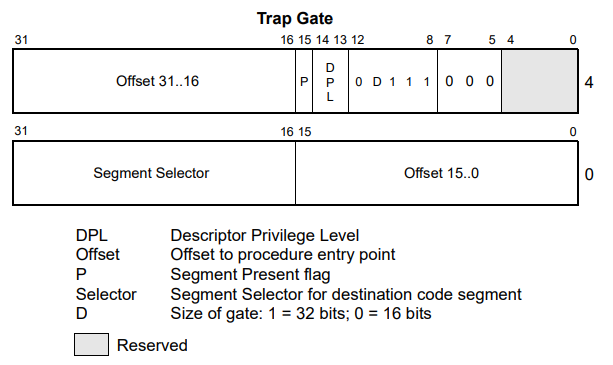 Trap Gate
31 16 15 14 13 12 8 7 5 4 0
Offset 31..16 P D P L 0 D 1 1 1 0 0 0 4
31 16 15 0
Segment Selector Offset 15..0 0
DPL Descriptor Privilege Level
Offset Offset to procedure entry point
P Segment Present flag
Selector Segment Selector for destination code segment
D Size of gate: 1 = 32 bits; 0 = 16 bits
Reserved